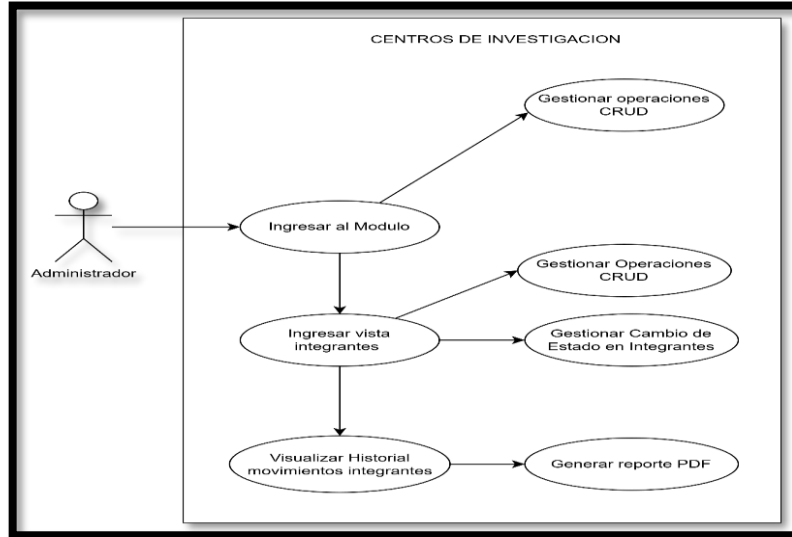 CENTROS DE INVESTIGACION
Gestionar operaciones
CRUD
Ingresar al Modulo
Administrador
Gestionar Operaciones
CRUD
Ingresar vista
integrantes
Gestionar Cambio de
Estado en Integrantes
Visualizar Historial
movimientos integrantes
Generar reporte PDF